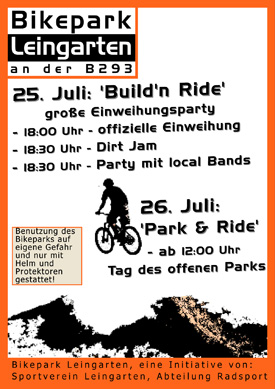 Bikepark
Leingarten
an der B293
25. Juli: 'Build'n Ride'
große Einweihungsparty
- 18:00 Uhr - offizielle Einweihung
- 18:30 Uhr - Dirt Jam
- 18:30 Uhr - Party mit local Bands
26. Juli:
'Park & Ride'
- ab 12:00 Uhr
Tag des offenen Parks
Benutzung des
Bikeparks auf
eigene Gefahr
und nur mit
Helm und
Protektoren
gestattet!
Bikepark Leingarten, eine Initiative von:
Sportverein Leingarten, Abteilung Radsport